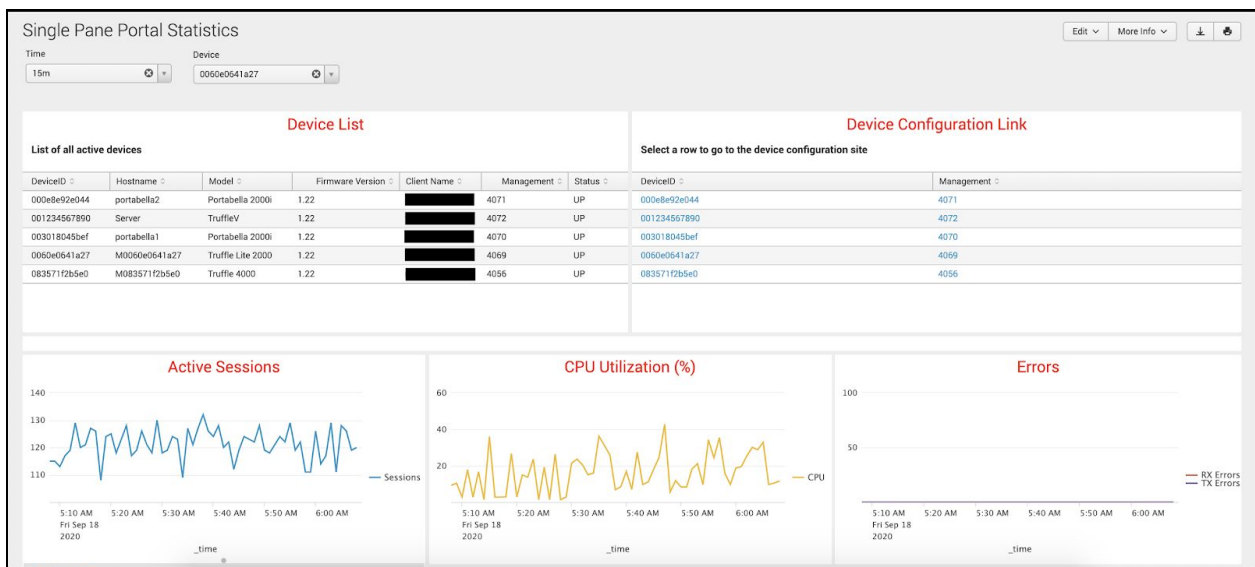 Single Pane Portal Statistics
Edit More Info
Time Device
15m 0060e0641a27
Device List
List of all active devices
DeviceID Hostname Model Firmware Version Client Name Management Status
000e8e92e044 portabella2 Portabella 2000i 1.22 4071 UP
001234567890 Server TruffleV 1.22 4072 UP
003018045bef portabella1 Portabella 2000i 1.22 4070 UP
0060e0641a27 M0060e0641a27 Truffle Lite 2000 1.22 4069 UP
083571f2b5e0 M083571f2b5e0 Truffle 4000 1.22 4056 UP
Device Configuration Link
Select a row to go to the device configuration site
DeviceID Management
000e8e92e044 4071
001234567890 4072
003018045bef 4070
0060e0641a27 4069
083571f2b5e0 4056
Active Sessions
140
130
120
110
Sessions
5:10 AM 5:20 AM 5:30 AM 5:40 AM 5:50 AM 6:00 AM
Fri Sep 18
2020
_time
CPU Utilization (%)
60
40
20
CPU
5:10 AM 5:20 AM 5:30 AM 5:40 AM 5:50 AM 6:00 AM
Fri Sep 18
2020
_time
Errors
100
50
RX Errors
TX Errors
5:10 AM 5:20 AM 5:30 AM 5:40 AM 5:50 AM 6:00 AM
Fri Sep 18
2020
_time